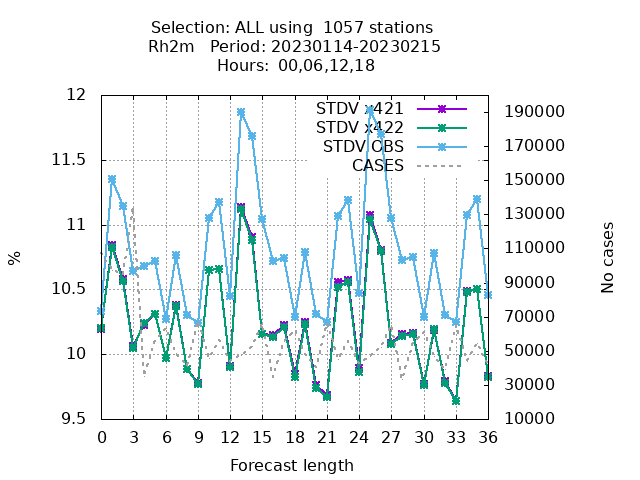 Selection: ALL using  1057 stations
Rh2m   Period: 20230114-20230215
Hours:  00,06,12,18
STDV x421
STDV x422
STDV OBS
CASES
12
11.5
11
10.5
10
9.5
%
190000
170000
150000
130000
110000
90000
70000
50000
30000
10000
No cases
0 3 6 9 12 15 18 21 24 27 30 33 36
Forecast length